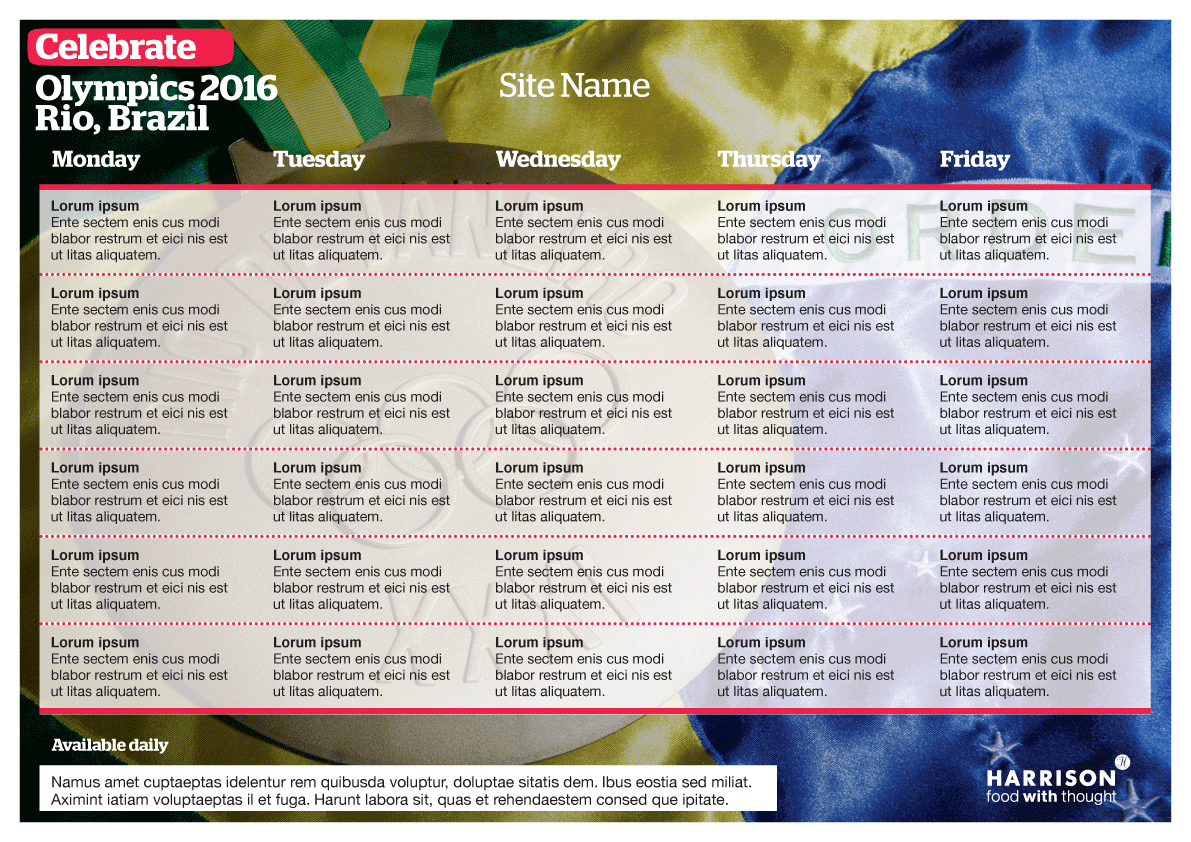 Celebrate
Olympics 2016
Rio, Brazil
Site Name
Monday
Tuesday
Wednesday
Thursday
Friday
Lorum ipsum
Ente sectem enis cus modi
blabor restrum et eici nis est
ut litas aliquatem.
Lorum ipsum
Ente sectem enis cus modi
blabor restrum et eici nis est
ut litas aliquatem.
Lorum ipsum
Ente sectem enis cus modi
blabor restrum et eici nis est
ut litas aliquatem.
Lorum ipsum
Ente sectem enis cus modi
blabor restrum et eici nis est
ut litas aliquatem.
Lorum ipsum
Ente sectem enis cus modi
blabor restrum et eici nis est
ut litas aliquatem.
Lorum ipsum
Ente sectem enis cus modi
blabor restrum et eici nis est
ut litas aliquatem.
Lorum ipsum
Ente sectem enis cus modi
blabor restrum et eici nis est
ut litas aliquatem.
Lorum ipsum
Ente sectem enis cus modi
blabor restrum et eici nis est
ut litas aliquatem.
Lorum ipsum
Ente sectem enis cus modi
blabor restrum et eici nis est
ut litas aliquatem.
Lorum ipsum
Ente sectem enis cus modi
blabor restrum et eici nis est
ut litas aliquatem.
Lorum ipsum
Ente sectem enis cus modi
blabor restrum et eici nis est
ut litas aliquatem.
Lorum ipsum
Ente sectem enis cus modi
blabor restrum et eici nis est
ut litas aliquatem.
Lorum ipsum
Ente sectem enis cus modi
blabor restrum et eici nis est
ut litas aliquatem.
Lorum ipsum
Ente sectem enis cus modi
blabor restrum et eici nis est
ut litas aliquatem.
Lorum ipsum
Ente sectem enis cus modi
blabor restrum et eici nis est
ut litas aliquatem.
Lorum ipsum
Ente sectem enis cus modi
blabor restrum et eici nis est
ut litas aliquatem.
Lorum ipsum
Ente sectem enis cus modi
blabor restrum et eici nis est
ut litas aliquatem.
Lorum ipsum
Ente sectem enis cus modi
blabor restrum et eici nis est
ut litas aliquatem.
Lorum ipsum
Ente sectem enis cus modi
blabor restrum et eici nis est
ut litas aliquatem.
Lorum ipsum
Ente sectem enis cus modi
blabor restrum et eici nis est
ut litas aliquatem.
Lorum ipsum
Ente sectem enis cus modi
blabor restrum et eici nis est
ut litas aliquatem.
Lorum ipsum
Ente sectem enis cus modi
blabor restrum et eici nis est
ut litas aliquatem.
Lorum ipsum
Ente sectem enis cus modi
blabor restrum et eici nis est
ut litas aliquatem.
Lorum ipsum
Ente sectem enis cus modi
blabor restrum et eici nis est
ut litas aliquatem.
Lorum ipsum
Ente sectem enis cus modi
blabor restrum et eici nis est
ut litas aliquatem.
Lorum ipsum
Ente sectem enis cus modi
blabor restrum et eici nis est
ut litas aliquatem.
Lorum ipsum
Ente sectem enis cus modi
blabor restrum et eici nis est
ut litas aliquatem.
Lorum ipsum
Ente sectem enis cus modi
blabor restrum et eici nis est
ut litas aliquatem.
Lorum ipsum
Ente sectem enis cus modi
blabor restrum et eici nis est
ut litas aliquatem.
Lorum ipsum
Ente sectem enis cus modi
blabor restrum et eici nis est
ut litas aliquatem.
Available daily
Namus amet cuptaeptas idelentur rem quibusda voluptur, doluptae sitatis dem. Ibus eostia sed miliat.
Aximint iatiam voluptaeptas il et fuga. Harunt labora sit, quas et rehendaestem consed que ipitate.
H
HARRISON
food with thought